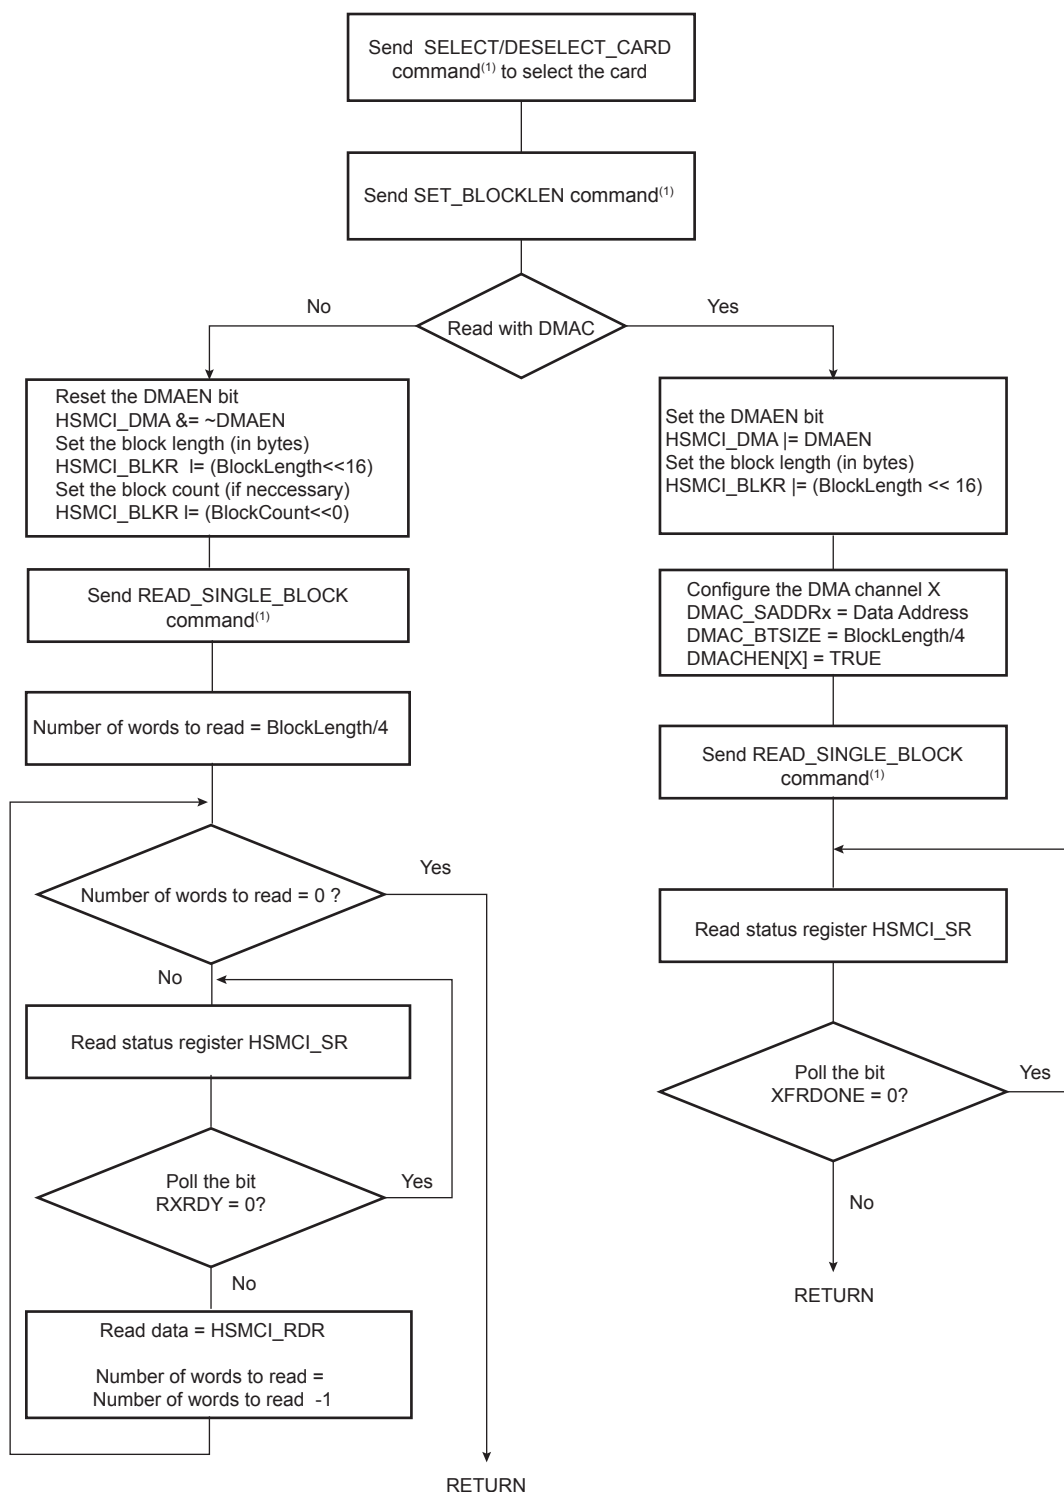 Send SELECT/DESELECT_CARD
command(1) to select the card
Send SET_BLOCKLEN command(1)
No
Yes
Read with DMAC
Reset the DMAEN bit
HSMCI_DMA &= ~DMAEN
Set the block length (in bytes)
HSMCI_BLKR l= (BlockLength<<16)
Set the block count (if neccessary)
HSMCI_BLKR l= (BlockCount<<0)
Send READ_SINGLE_BLOCK
command(1)
Number of words to read = BlockLength/4
Number of words to read = 0 ?
Yes
No
Read status register HSMCI_SR
Poll the bit
RXRDY = 0?
Yes
No
Read data = HSMCI_RDR
Number of words to read =
Number of words to read -1
RETURN
Set the DMAEN bit
HSMCI_DMA |= DMAEN
Set the block length (in bytes)
HSMCI_BLKR |= (BlockLength << 16)
Configure the DMA channel X
DMAC_SADDRx = Data Address
DMAC_BTSIZE = BlockLength/4
DMACHEN[X] = TRUE
Send READ_SINGLE_BLOCK
command(1)
Read status register HSMCI_SR
Poll the bit
XFRDONE = 0?
Yes
No
RETURN